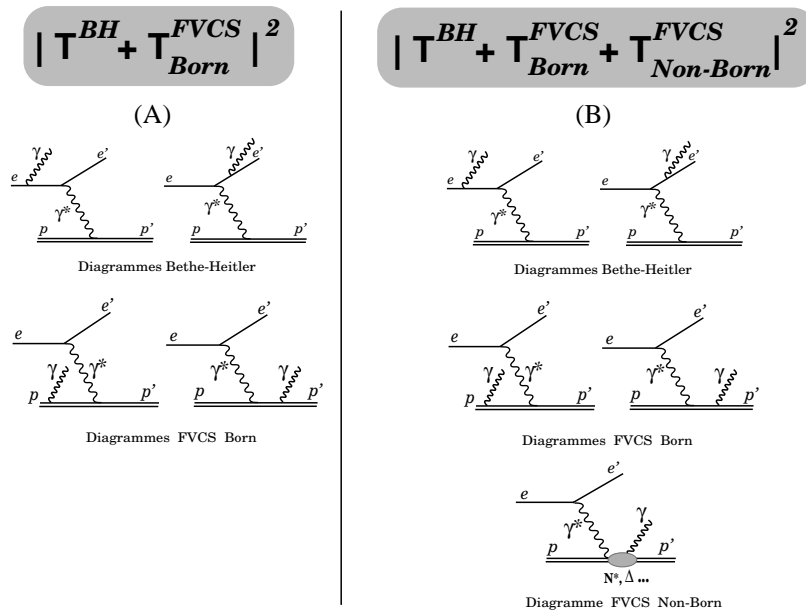 | T^BH + T^FVCS_Born |^2
(A)
γ
e
e'
γ*
p
p'
γ
e'
e
γ*
p
p'
Diagrammes Bethe-Heitler
e'
e
γ
γ*
p
p'
e'
e
γ*
γ
p
p'
Diagrammes FVCS Born
| T^BH + T^FVCS_Born + T^FVCS_Non-Born |^2
(B)
γ
e
e'
γ*
p
p'
γ
e'
e
γ*
p
p'
Diagrammes Bethe-Heitler
e'
e
γ
γ*
p
p'
e'
e
γ*
γ
p
p'
Diagrammes FVCS Born
e'
e
γ
γ*
p
p'
N*, Δ ...
Diagramme FVCS Non-Born